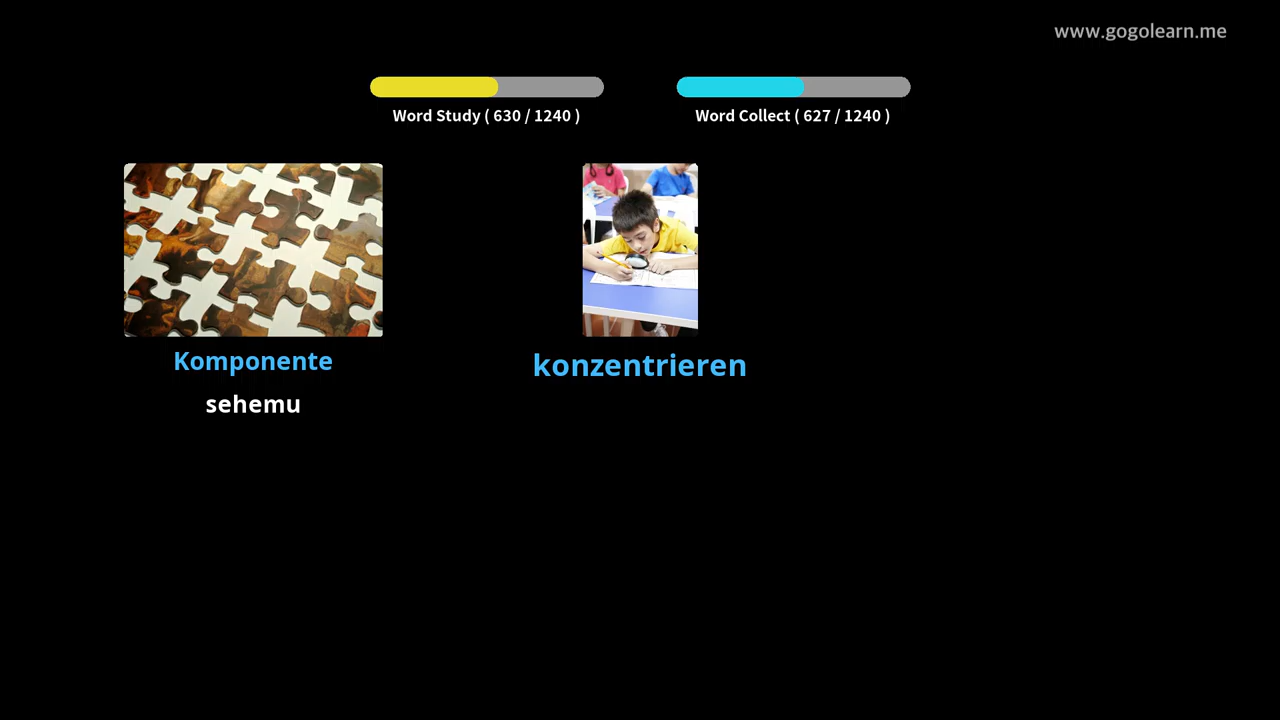 www.gogolearn.me
Word Study ( 630 / 1240 )
Word Collect ( 627 / 1240 )
Komponente
sehemu
konzentrieren